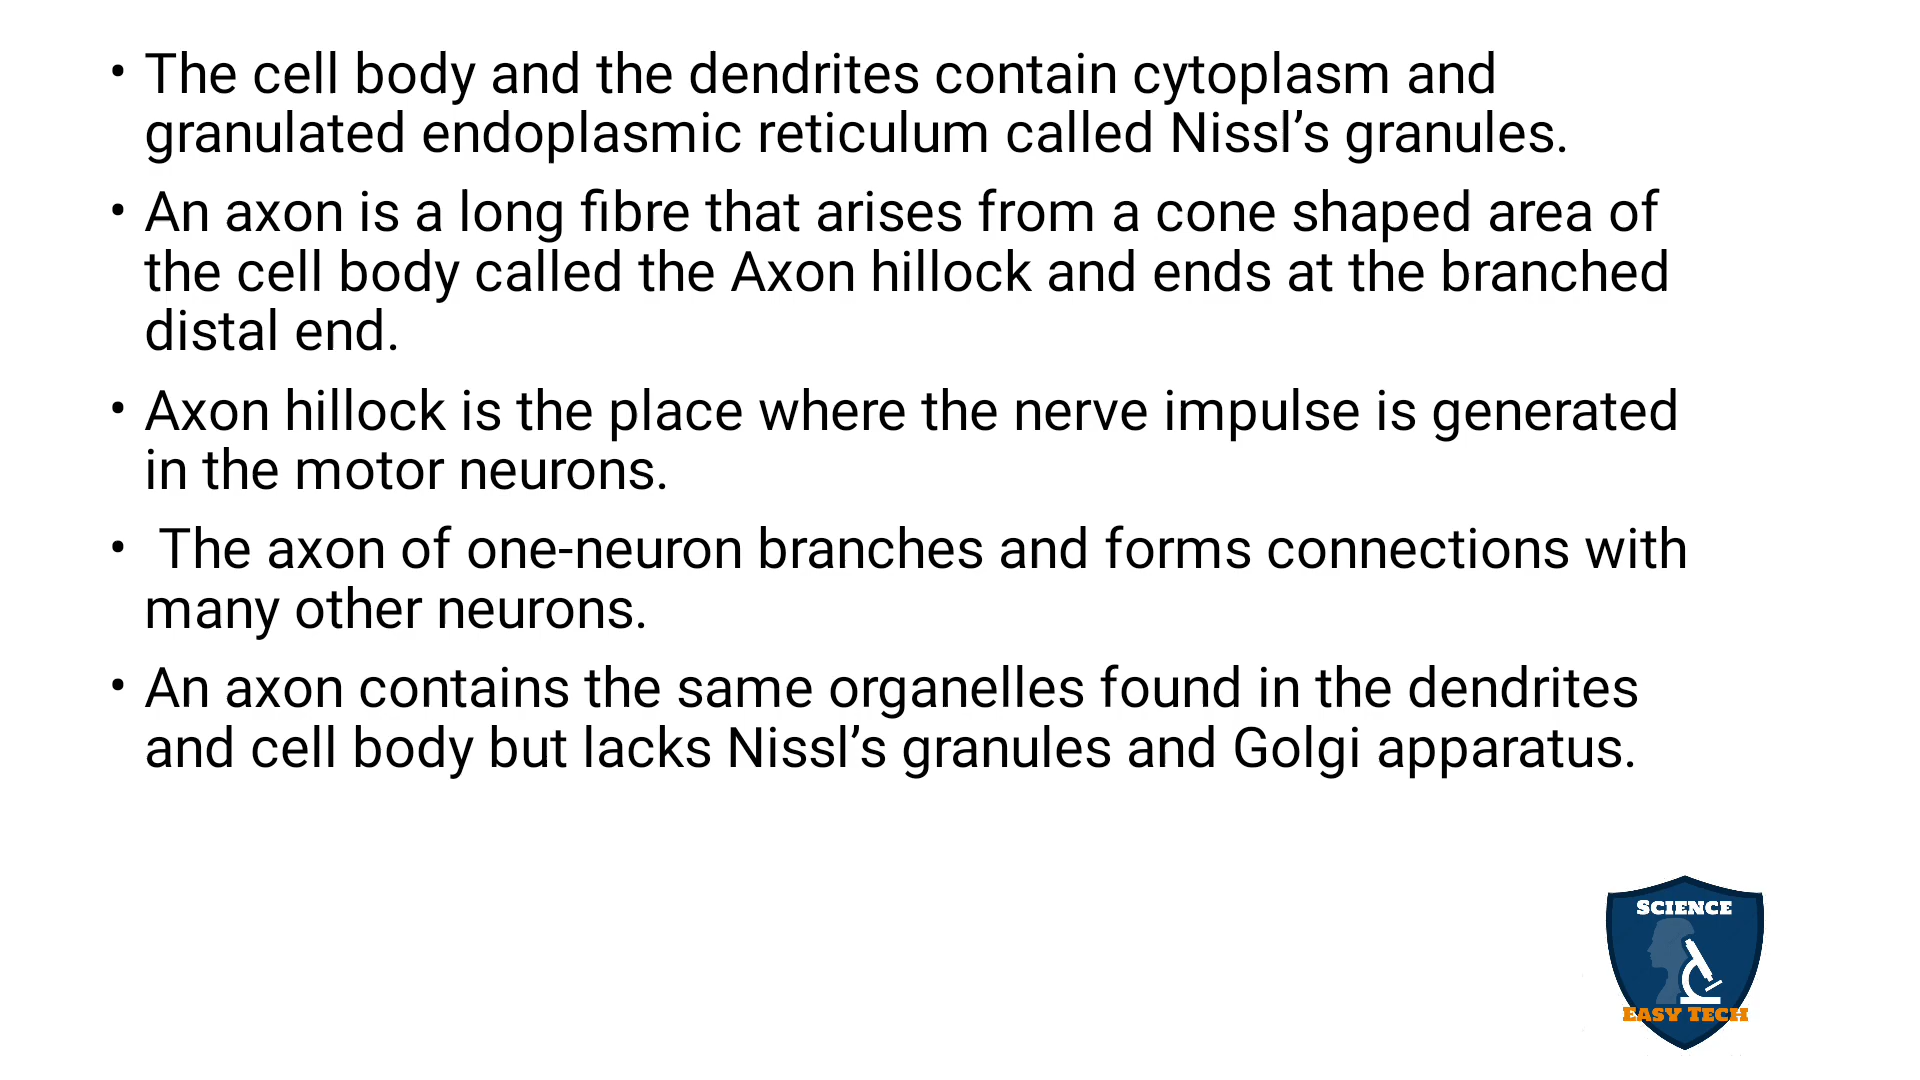 • The cell body and the dendrites contain cytoplasm and
granulated endoplasmic reticulum called Nissl’s granules.
• An axon is a long fibre that arises from a cone shaped area of
the cell body called the Axon hillock and ends at the branched
distal end.
• Axon hillock is the place where the nerve impulse is generated
in the motor neurons.
• The axon of one-neuron branches and forms connections with
many other neurons.
• An axon contains the same organelles found in the dendrites
and cell body but lacks Nissl’s granules and Golgi apparatus.
SCIENCE
EASY TECH